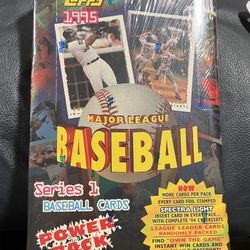 Topps
1995
MAJOR LEAGUE
BASEBALL
Series 1
BASEBALL CARDS
POWER
PACK
NOW
MORE CARDS PER PACK
EVERY CARD FOIL STAMPED
SPECTRALIGHT
INSERT CARD IN EVERY PACK...
WITH COMPLETE '94 STATISTICS
LEAGUE LEADER CARDS
RANDOMLY PACKED
FIND "OWN THE GAME"
INSTANT WIN CARDS AND